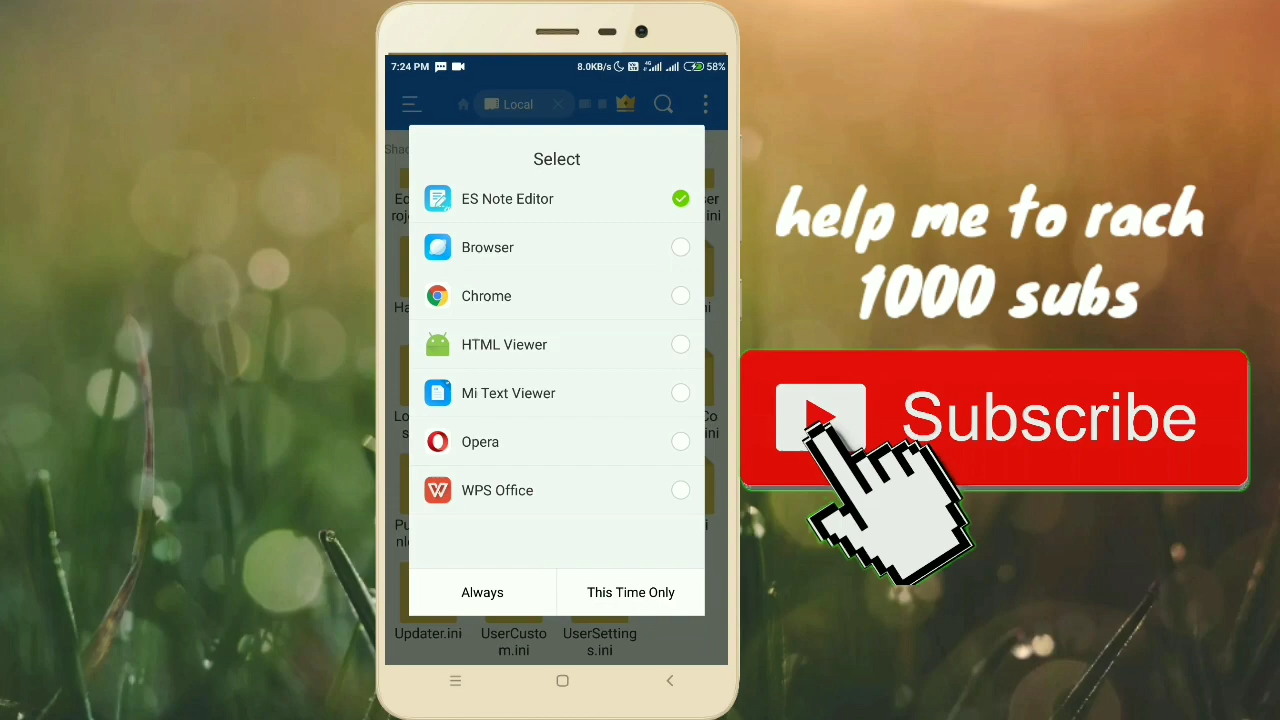 7:24 PM
8.0KB/s 4G 58%
Local
Select
ES Note Editor
Browser
Chrome
HTML Viewer
Mi Text Viewer
Opera
WPS Office
Always
This Time Only
Updater.ini
UserCusto
m.ini
UserSetting
s.ini
help me to rach
1000 subs
Subscribe